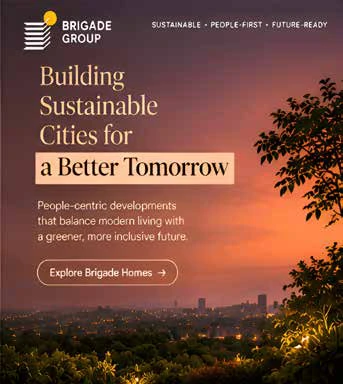 BRIGADE
GROUP
SUSTAINABLE • PEOPLE-FIRST • FUTURE-READY
Building
Sustainable
Cities for
a Better Tomorrow
People-centric developments
that balance modern living with
a greener, more inclusive future.
Explore Brigade Homes →